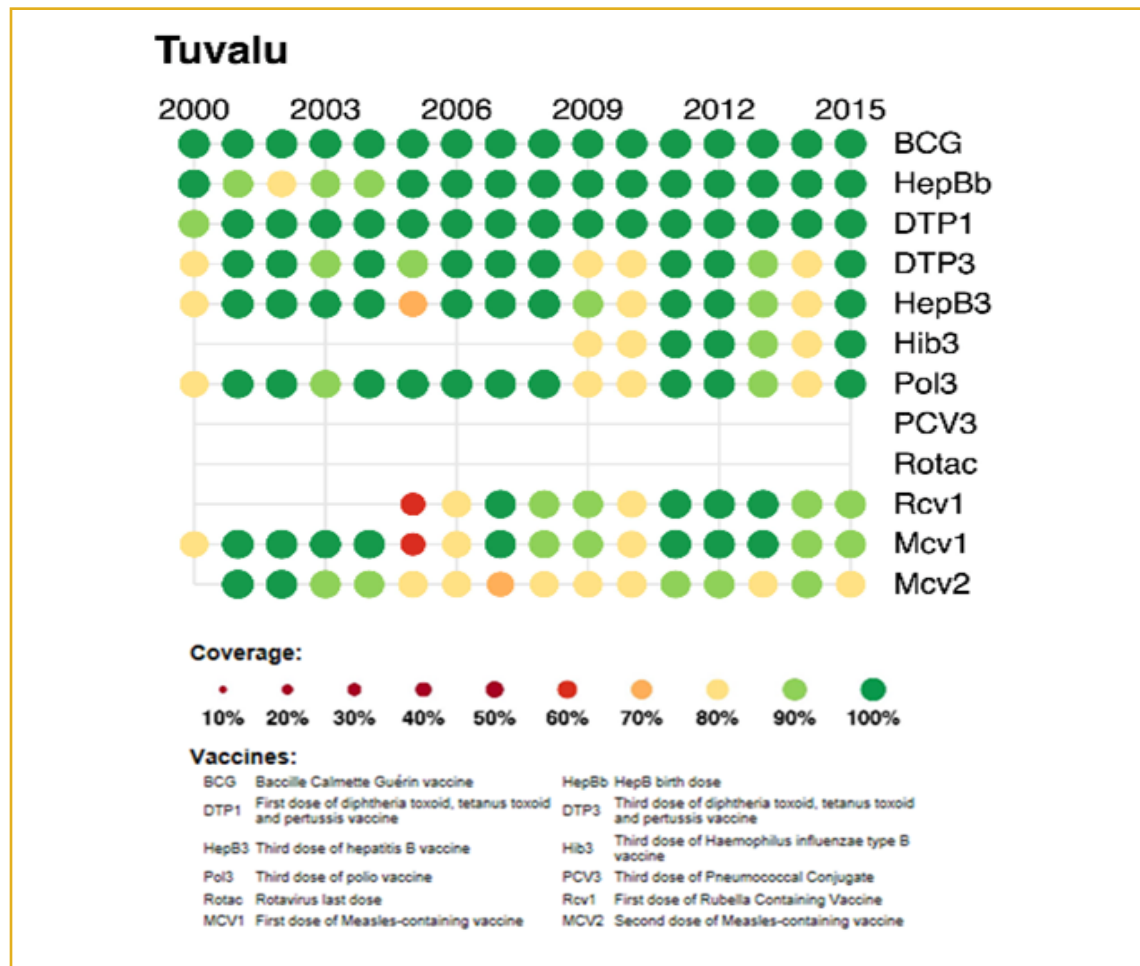 Tuvalu
2000 2003 2006 2009 2012 2015
BCG
HepBb
DTP1
DTP3
HepB3
Hib3
Pol3
PCV3
Rotac
Rcv1
Mcv1
Mcv2
Coverage:
10% 20% 30% 40% 50% 60% 70% 80% 90% 100%
Vaccines:
BCG Baccille Calmette Guérin vaccine HepBb HepB birth dose
DTP1 First dose of diphtheria toxoid, tetanus toxoid
and pertussis vaccine
DTP3 Third dose of diphtheria toxoid, tetanus toxoid
and pertussis vaccine
HepB3 Third dose of hepatitis B vaccine
Hib3 Third dose of Haemophilus influenzae type B
vaccine
Pol3 Third dose of polio vaccine PCV3 Third dose of Pneumococcal Conjugate
Rotac Rotavirus last dose Rcv1 First dose of Rubella Containing Vaccine
MCV1 First dose of Measles-containing vaccine MCV2 Second dose of Measles-containing vaccine